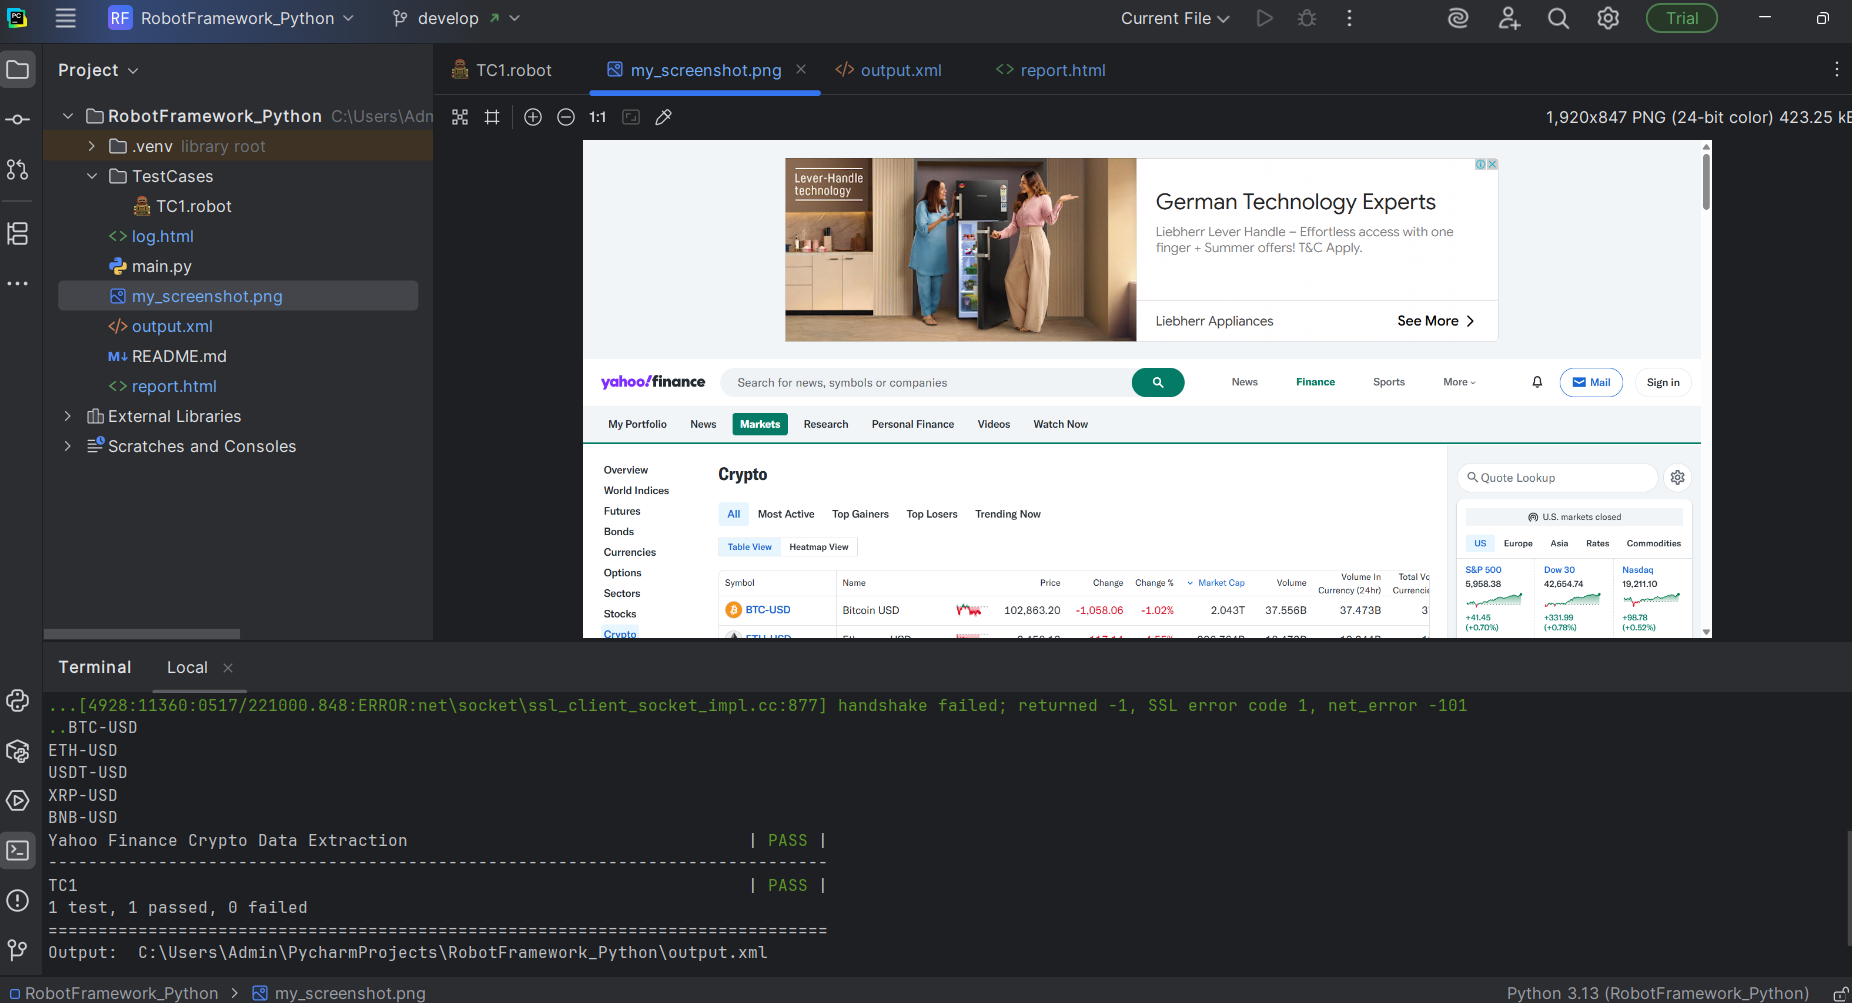 RF RobotFramework_Python develop Current File Trial
Project
TC1.robot my_screenshot.png output.xml report.html
RobotFramework_Python C:\Users\Adm
.venv library root
TestCases
TC1.robot
log.html
main.py
my_screenshot.png
output.xml
README.md
report.html
External Libraries
Scratches and Consoles
1:1 1,920x847 PNG (24-bit color) 423.25 kB
Lever-Handle
technology
German Technology Experts
Liebherr Lever Handle – Effortless access with one
finger + Summer offers! T&C Apply.
Liebherr Appliances See More
yahoo!finance Search for news, symbols or companies News Finance Sports More Mail Sign in
My Portfolio News Markets Research Personal Finance Videos Watch Now
Overview
World Indices
Futures
Bonds
Currencies
Options
Sectors
Stocks
Crypto
Crypto
All Most Active Top Gainers Top Losers Trending Now
Table View Heatmap View
Symbol Name Price Change Change % Market Cap Volume Volume In Currency (24hr) Total Vo Currencie
BTC-USD Bitcoin USD 102,863.20 -1,058.06 -1.02% 2.043T 37.556B 37.473B
ETH-USD
Quote Lookup
U.S. markets closed
US Europe Asia Rates Commodities
S&P 500 Dow 30 Nasdaq
5,958.38 42,654.74 19,211.10
+41.45 +331.99 +98.78
(+0.70%) (+0.78%) (+0.52%)
Terminal Local
...[4928:11360:0517/221000.848:ERROR:net\socket\ssl_client_socket_impl.cc:877] handshake failed; returned -1, SSL error code 1, net_error -101
..BTC-USD
ETH-USD
USDT-USD
XRP-USD
BNB-USD
Yahoo Finance Crypto Data Extraction | PASS |
------------------------------------------------------------------------------
TC1 | PASS |
1 test, 1 passed, 0 failed
==============================================================================
Output: C:\Users\Admin\PycharmProjects\RobotFramework_Python\output.xml
RobotFramework_Python > my_screenshot.png Python 3.13 (RobotFramework_Python)